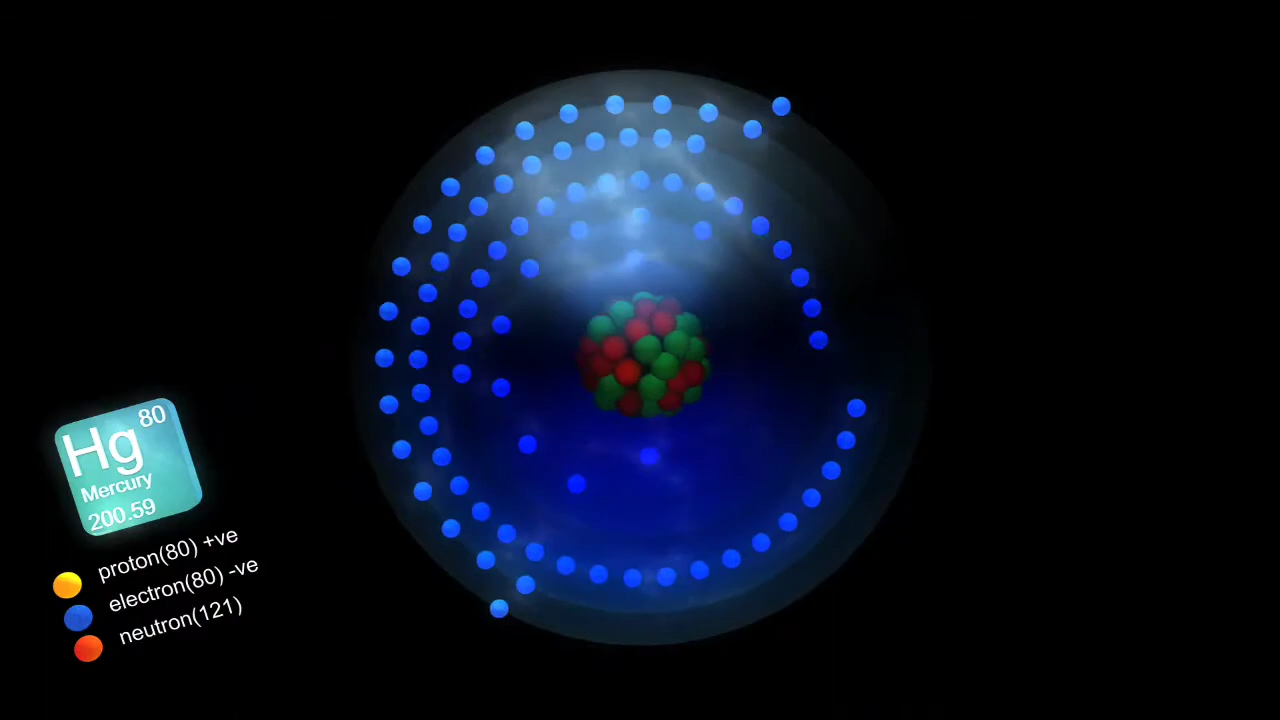 80
Hg
Mercury
200.59
proton(80) +ve
electron(80) -ve
neutron(121)